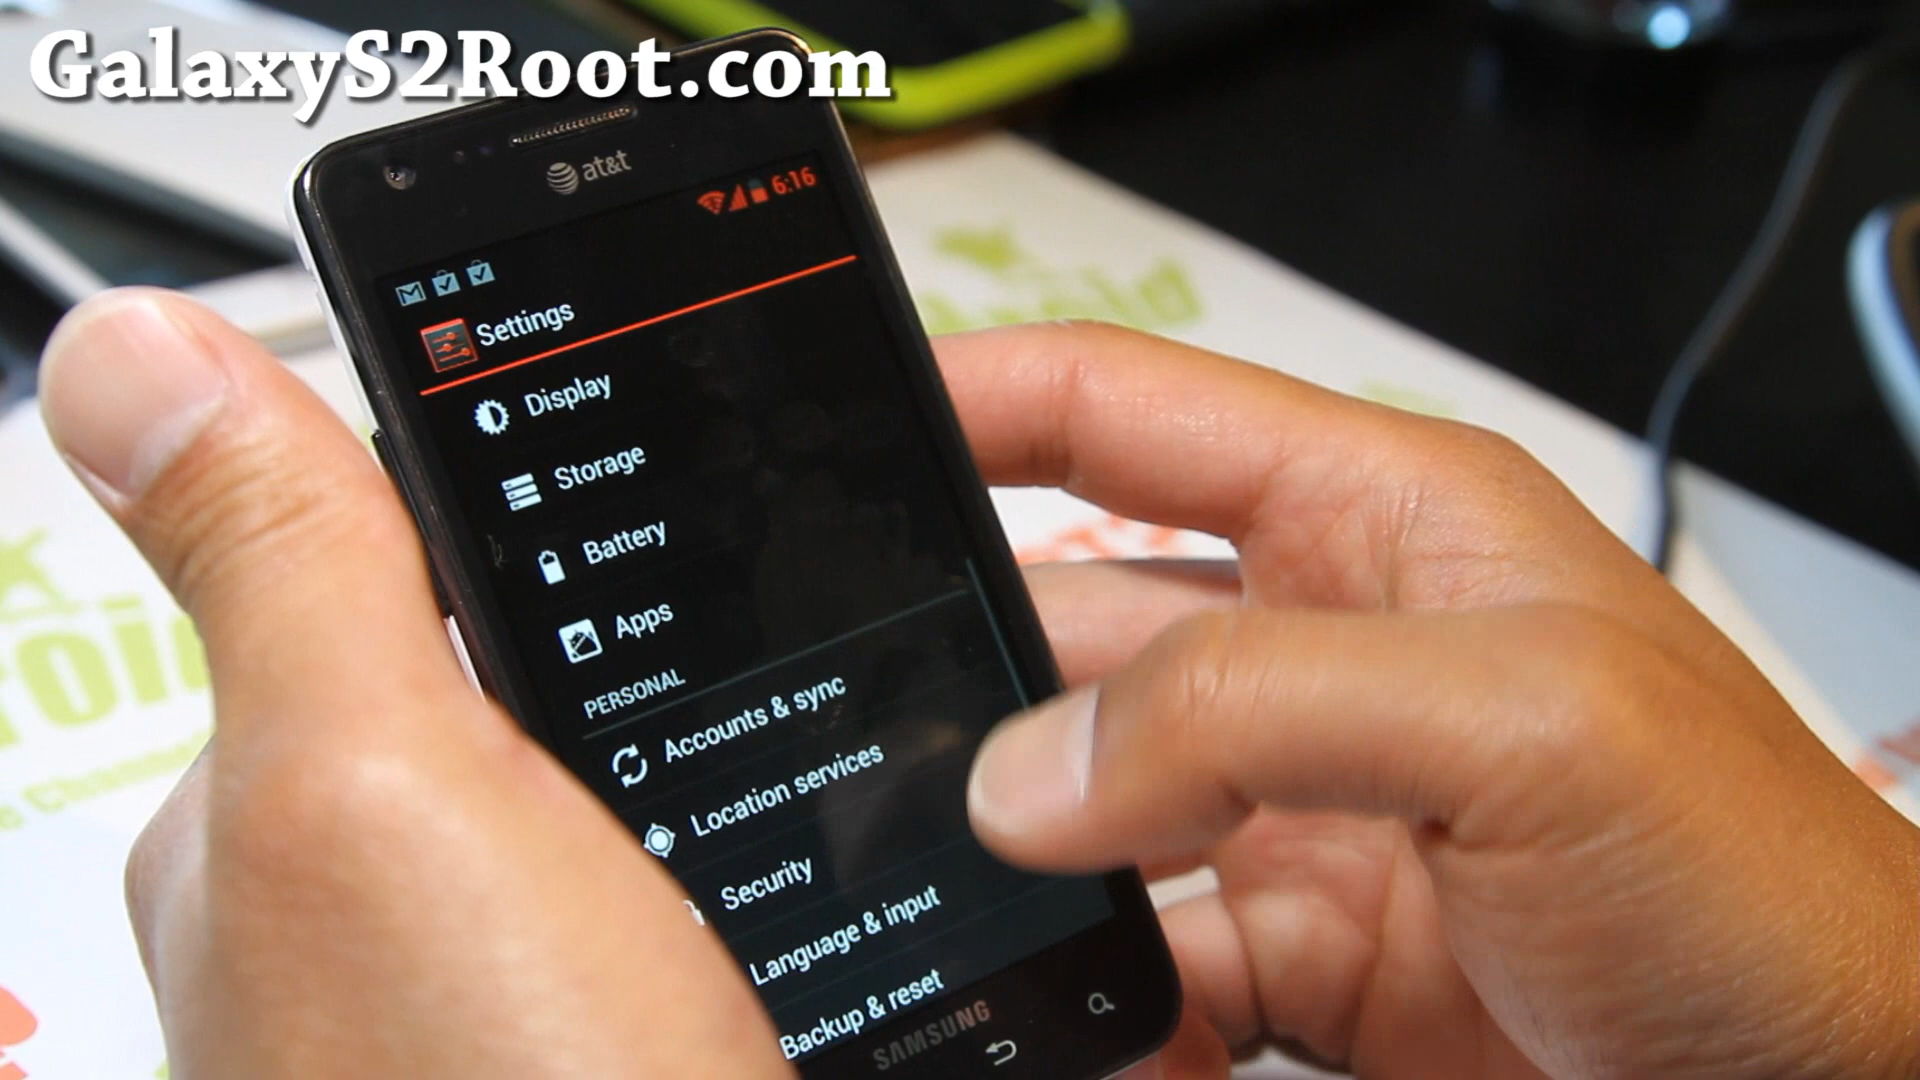 GalaxyS2Root.com
at&t
6:16
Settings
Display
Storage
Battery
Apps
PERSONAL
Accounts & sync
Location services
Security
Language & input
Backup & reset
SAMSUNG